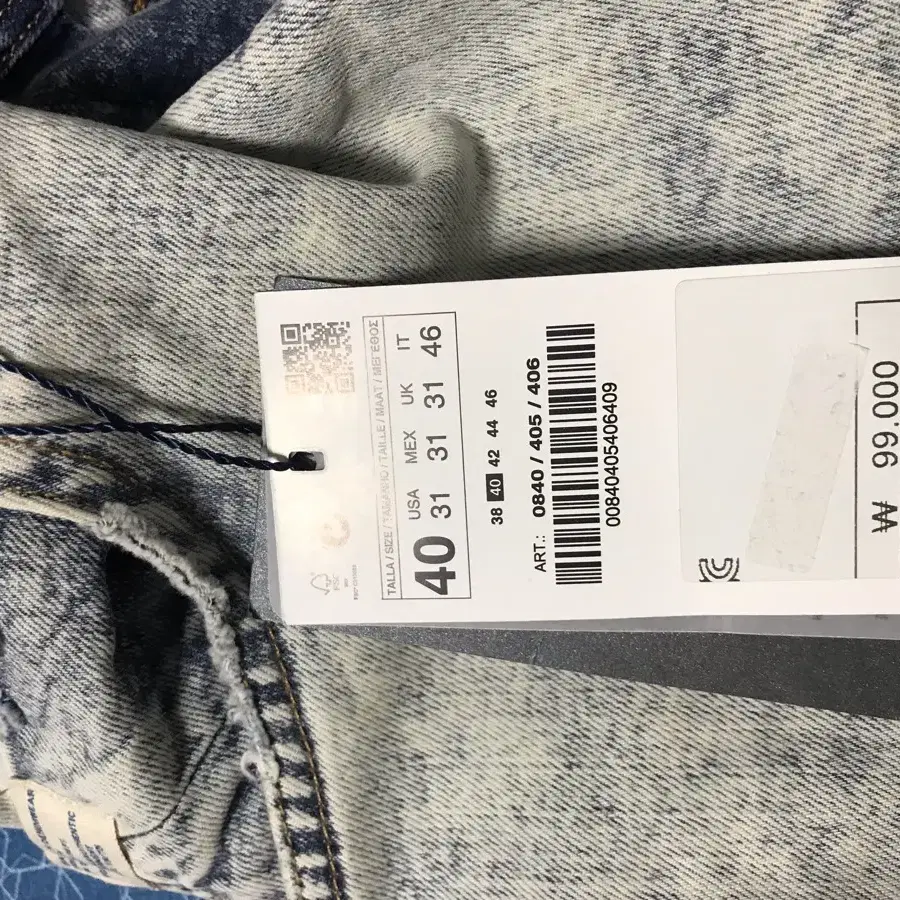 TALLA / SIZE / TAMANHO / TAILLE / MAAT / ΜΕΓΕΘΟΣ
40
USA MEX UK IT
31 31 31 46
38 40 42 44 46
ART.: 0840 / 405 / 406
00840405406409
₩ 99.000
FSC